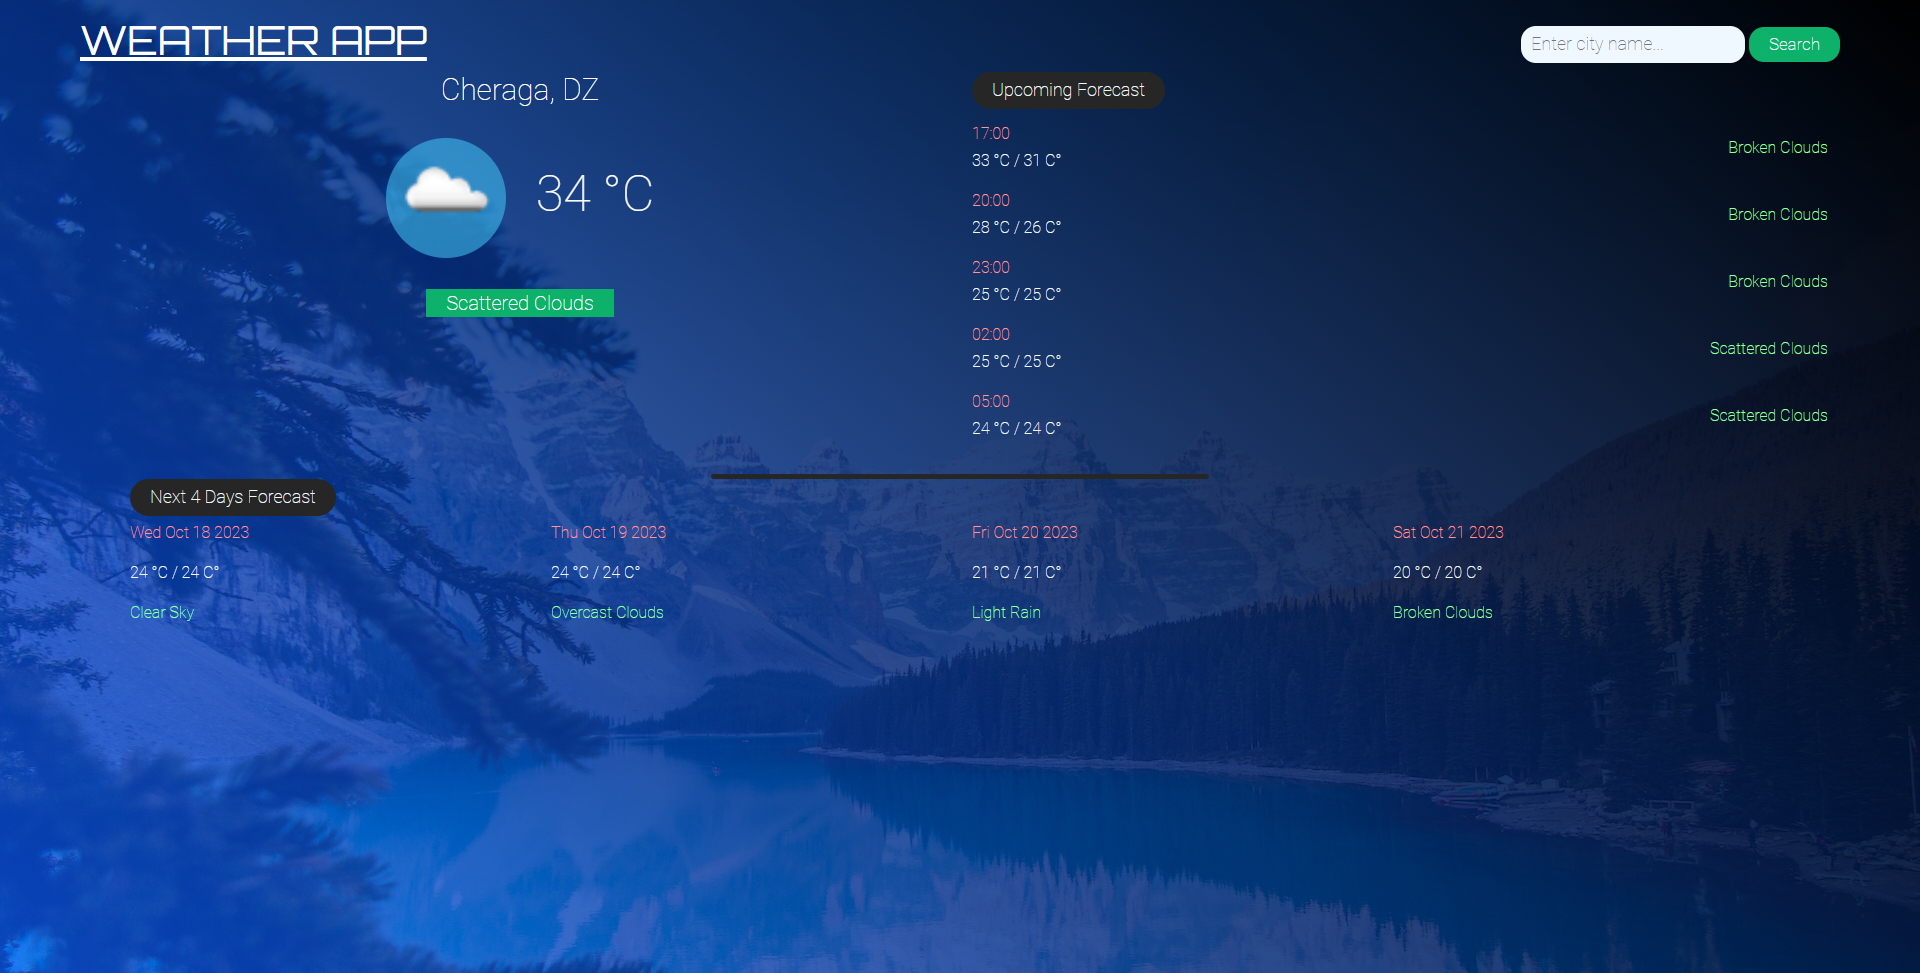 WEATHER APP
Enter city name...
Search
Cheraga, DZ
34 °C
Scattered Clouds
Upcoming Forecast
17:00
33 °C / 31 C°
Broken Clouds
20:00
28 °C / 26 C°
Broken Clouds
23:00
25 °C / 25 C°
Broken Clouds
02:00
25 °C / 25 C°
Scattered Clouds
05:00
24 °C / 24 C°
Scattered Clouds
Next 4 Days Forecast
Wed Oct 18 2023
24 °C / 24 C°
Clear Sky
Thu Oct 19 2023
24 °C / 24 C°
Overcast Clouds
Fri Oct 20 2023
21 °C / 21 C°
Light Rain
Sat Oct 21 2023
20 °C / 20 C°
Broken Clouds